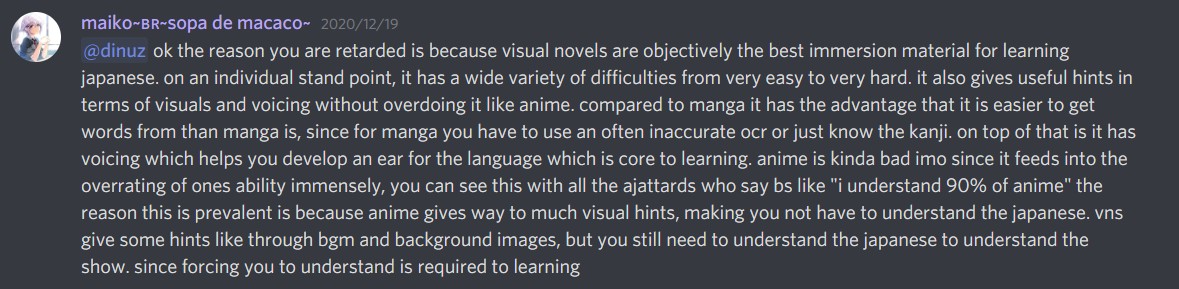 maiko~BR~sopa de macaco~ 2020/12/19
@dinuz ok the reason you are retarded is because visual novels are objectively the best immersion material for learning
japanese. on an individual stand point, it has a wide variety of difficulties from very easy to very hard. it also gives useful hints in
terms of visuals and voicing without overdoing it like anime. compared to manga it has the advantage that it is easier to get
words from than manga is, since for manga you have to use an often inaccurate ocr or just know the kanji. on top of that is it has
voicing which helps you develop an ear for the language which is core to learning. anime is kinda bad imo since it feeds into the
overrating of ones ability immensely, you can see this with all the ajattards who say bs like "i understand 90% of anime" the
reason this is prevalent is because anime gives way to much visual hints, making you not have to understand the japanese. vns
give some hints like through bgm and background images, but you still need to understand the japanese to understand the
show. since forcing you to understand is required to learning